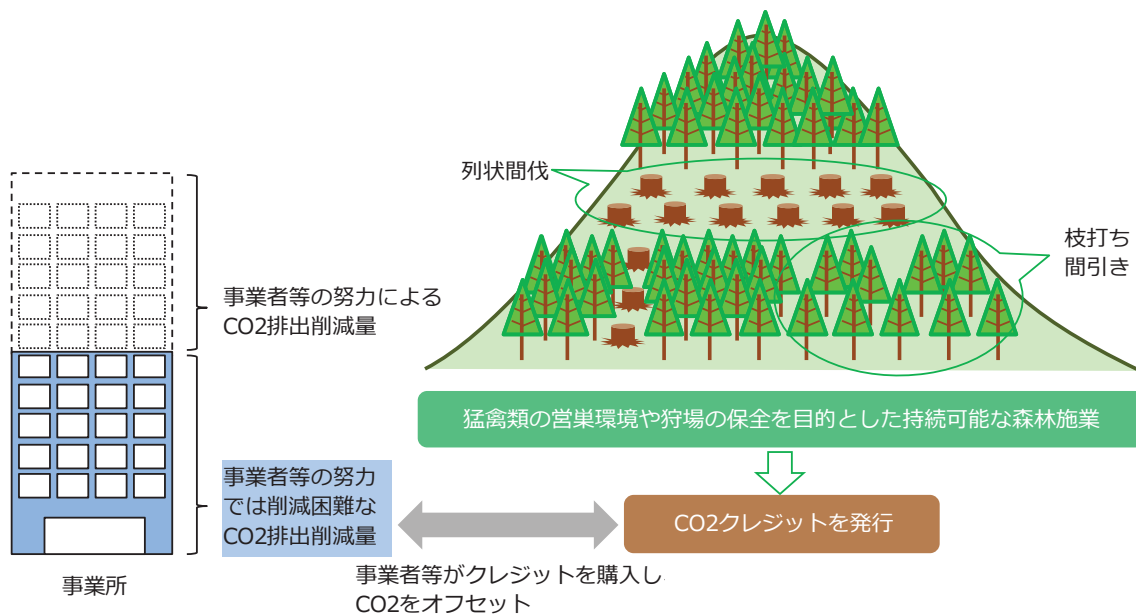 列状間伐
枝打ち
間引き
事業者等の努力による
CO2排出削減量
猛禽類の営巣環境や狩場の保全を目的とした持続可能な森林施業
事業者等の努力
では削減困難な
CO2排出削減量
CO2クレジットを発行
事業所
事業者等がクレジットを購入し
CO2をオフセット